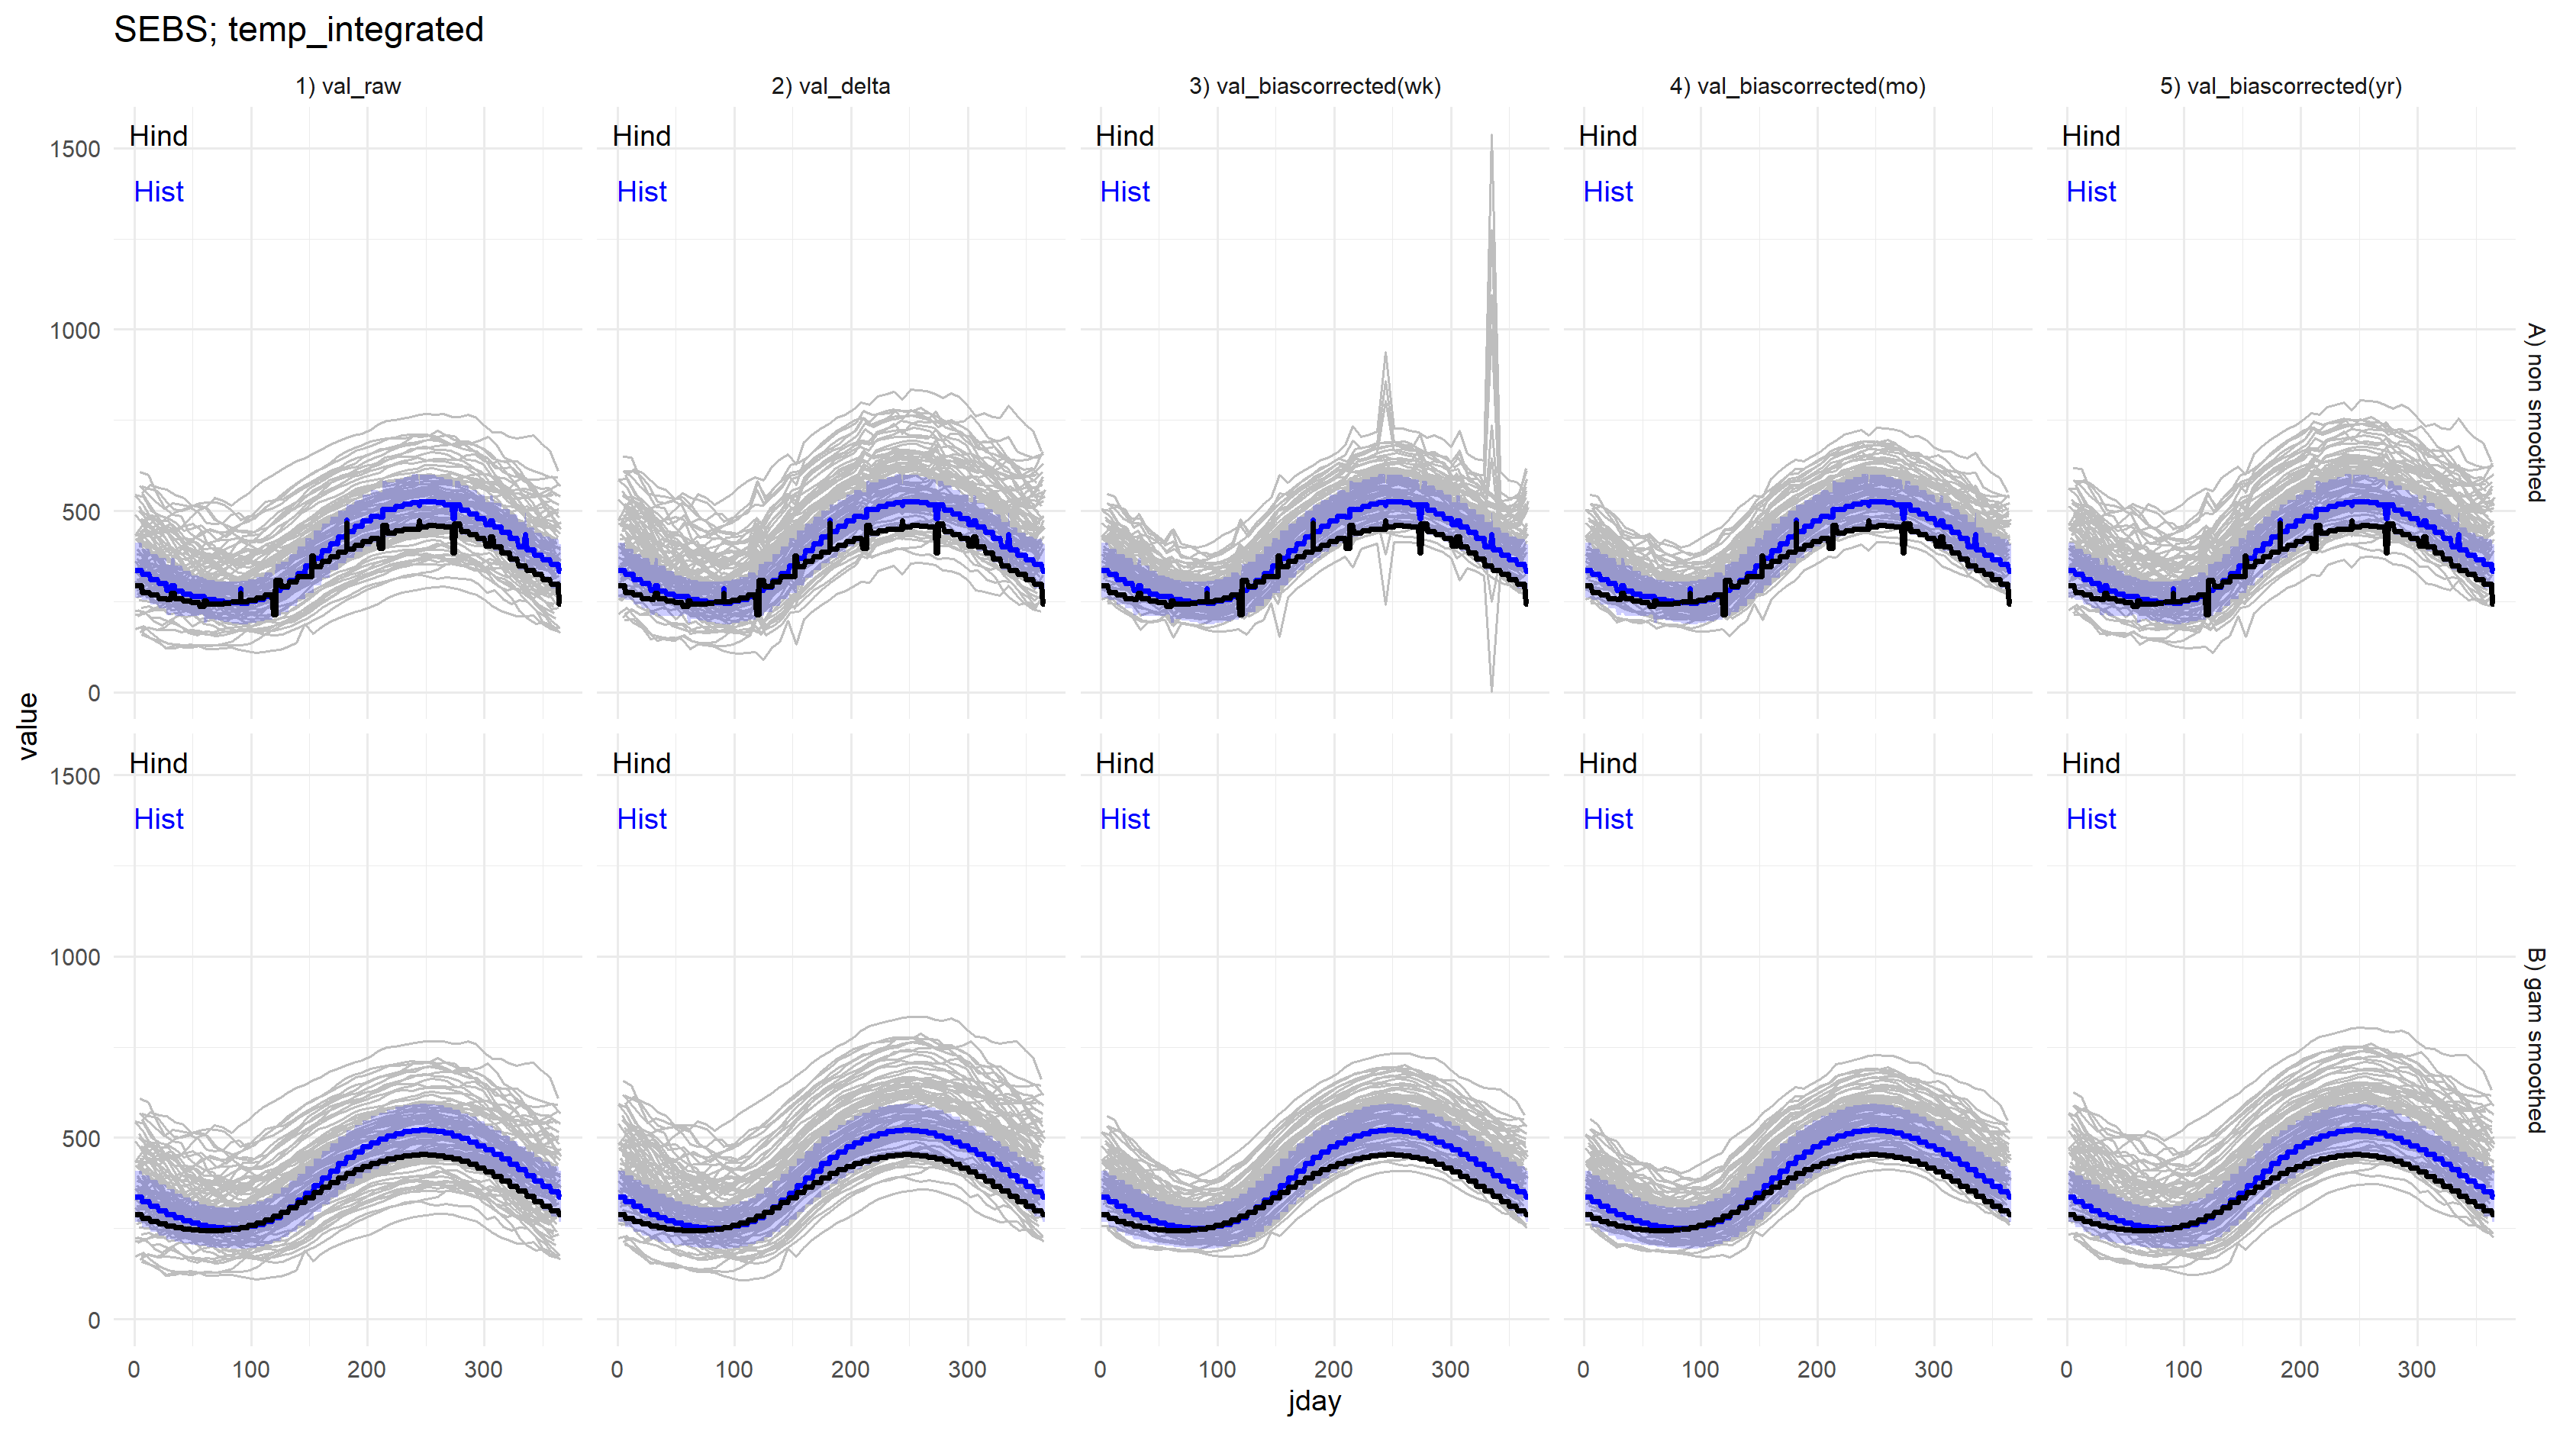 SEBS; temp_integrated
1) val_raw
2) val_delta
3) val_biascorrected(wk)
4) val_biascorrected(mo)
5) val_biascorrected(yr)
Hind
Hist
Hind
Hist
Hind
Hist
Hind
Hist
Hind
Hist
1500
1000
500
0
A) non smoothed
value
Hind
Hist
Hind
Hist
Hind
Hist
Hind
Hist
Hind
Hist
1500
1000
500
0
B) gam smoothed
0 100 200 300
0 100 200 300
0 100 200 300
0 100 200 300
0 100 200 300
jday